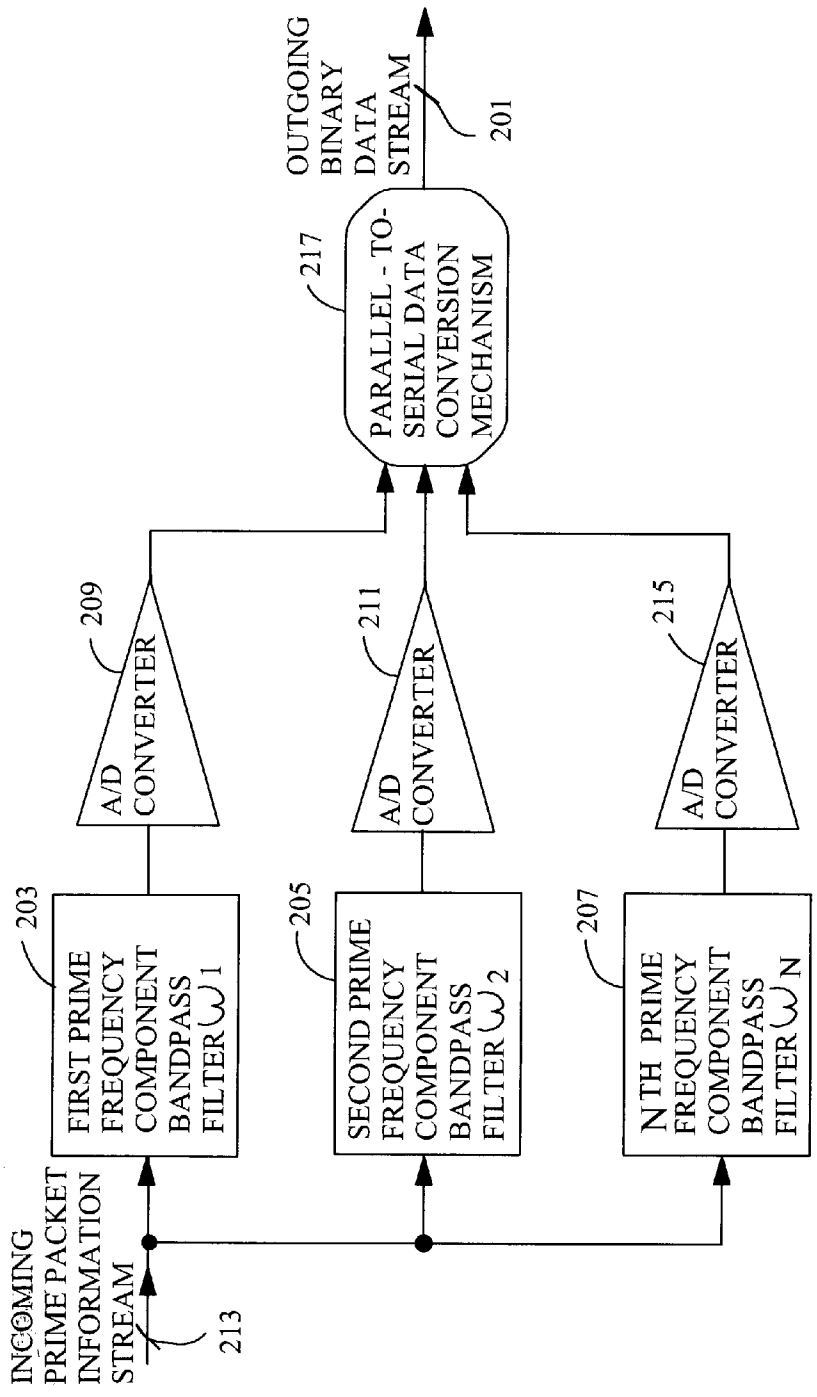 INCOMING
PRIME PACKET
INFORMATION
STREAM
213
203
FIRST PRIME
FREQUENCY
COMPONENT
BANDPASS
FILTER ω1
209
A/D
CONVERTER
205
SECOND PRIME
FREQUENCY
COMPONENT
BANDPASS
FILTER ω2
211
A/D
CONVERTER
207
N TH PRIME
FREQUENCY
COMPONENT
BANDPASS
FILTER ωN
215
A/D
CONVERTER
217
PARALLEL - TO-
SERIAL DATA
CONVERSION
MECHANISM
OUTGOING
BINARY
DATA
STREAM
201